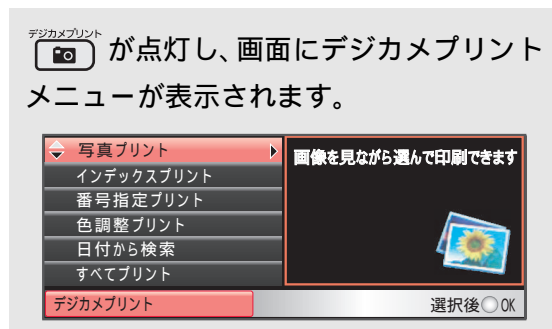 デジカメプリント
が点灯し、画面にデジカメプリント
メニューが表示されます。
写真プリント
画像を見ながら選んで印刷できます
インデックスプリント
番号指定プリント
色調整プリント
日付から検索
すべてプリント
デジカメプリント
選択後○OK